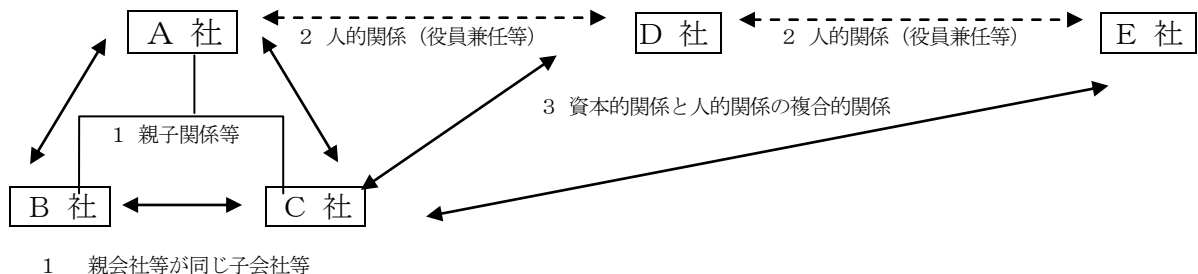 A 社
2 人的関係(役員兼任等)
D 社
2 人的関係(役員兼任等)
E 社
3 資本的関係と人的関係の複合的関係
1 親子関係等
B 社
C 社
1 親会社等が同じ子会社等